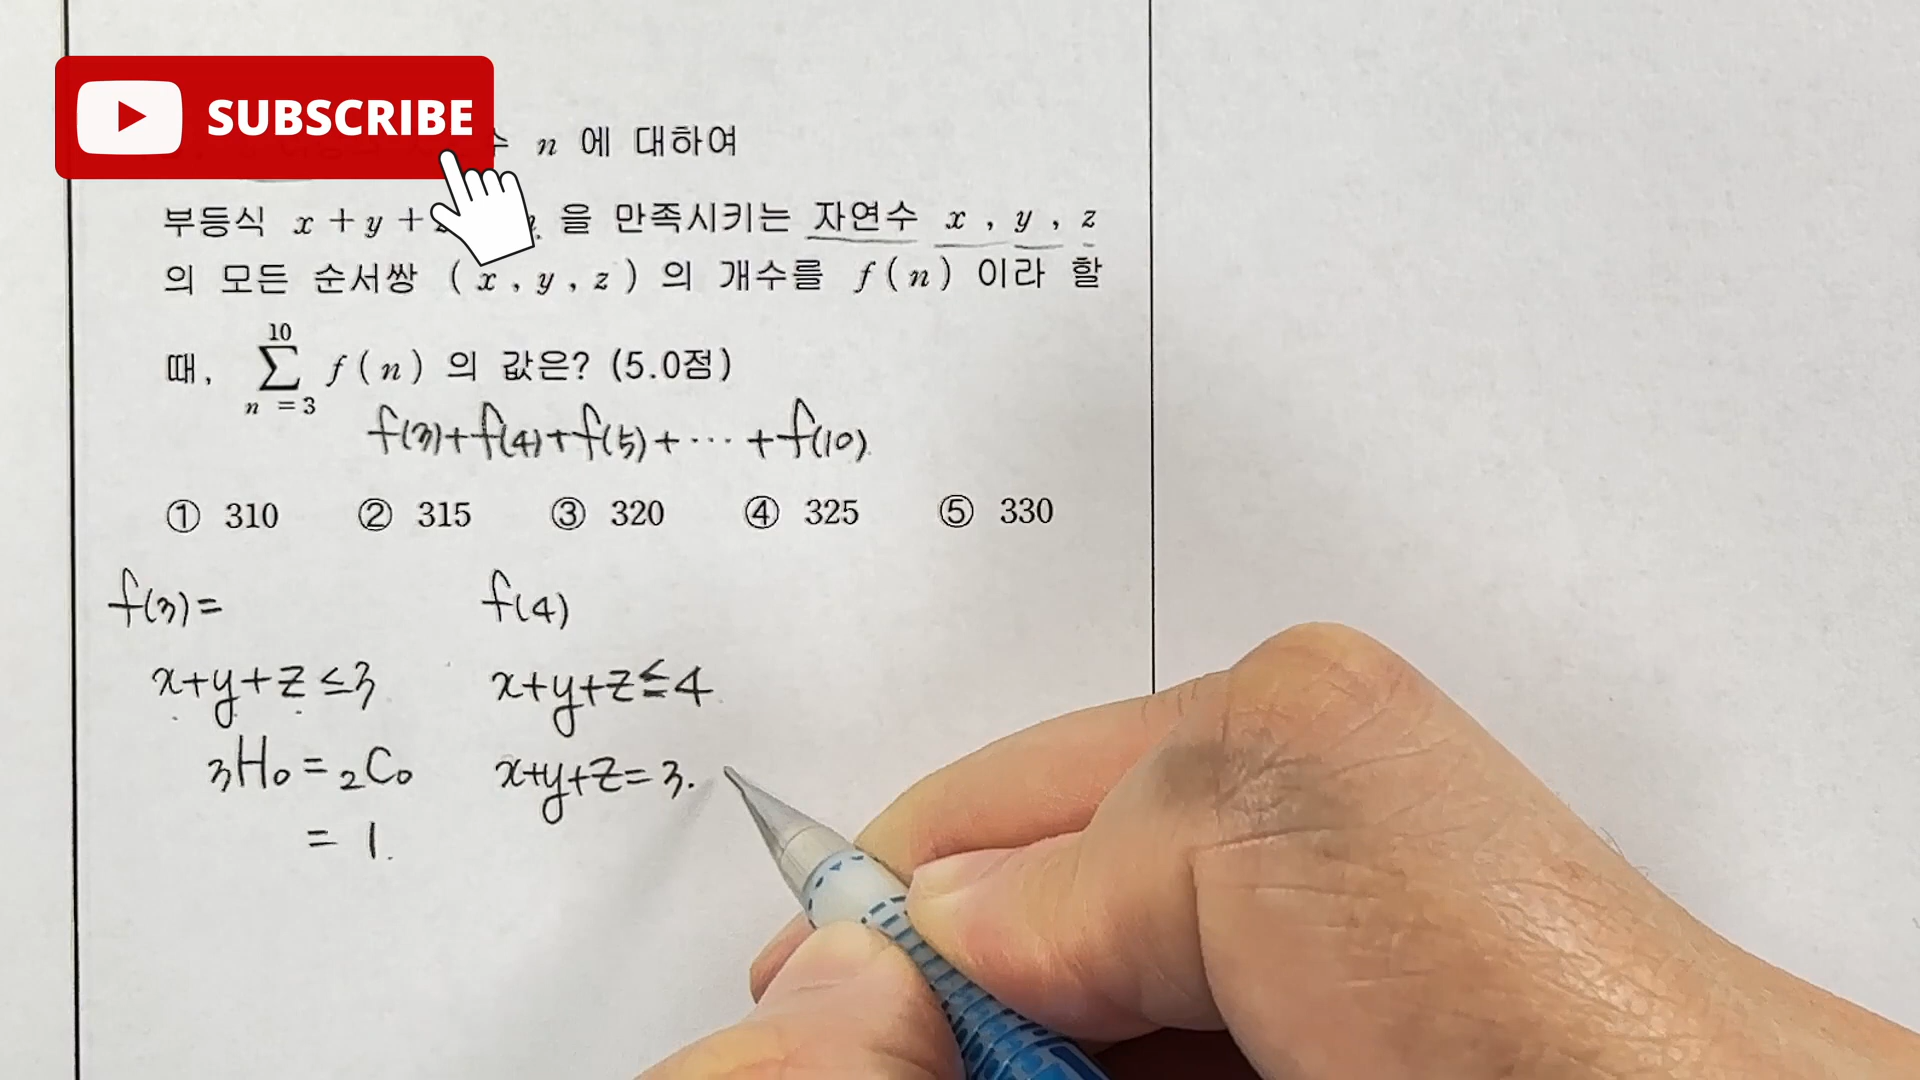 SUBSCRIBE
n 에 대하여
부등식 x + y + 을 만족시키는 자연수 x , y , z
의 모든 순서쌍 ( x , y , z ) 의 개수를 f ( n ) 이라 할
때, \sum_{n=3}^{10} f ( n ) 의 값은? (5.0점)
f(3)+f(4)+f(5)+⋯+f(10).
① 310 ② 315 ③ 320 ④ 325 ⑤ 330
f(3)= f(4)
x+y+z≤3 x+y+z≤4.
₃H₀=₂C₀ x+y+z=3.
= 1.